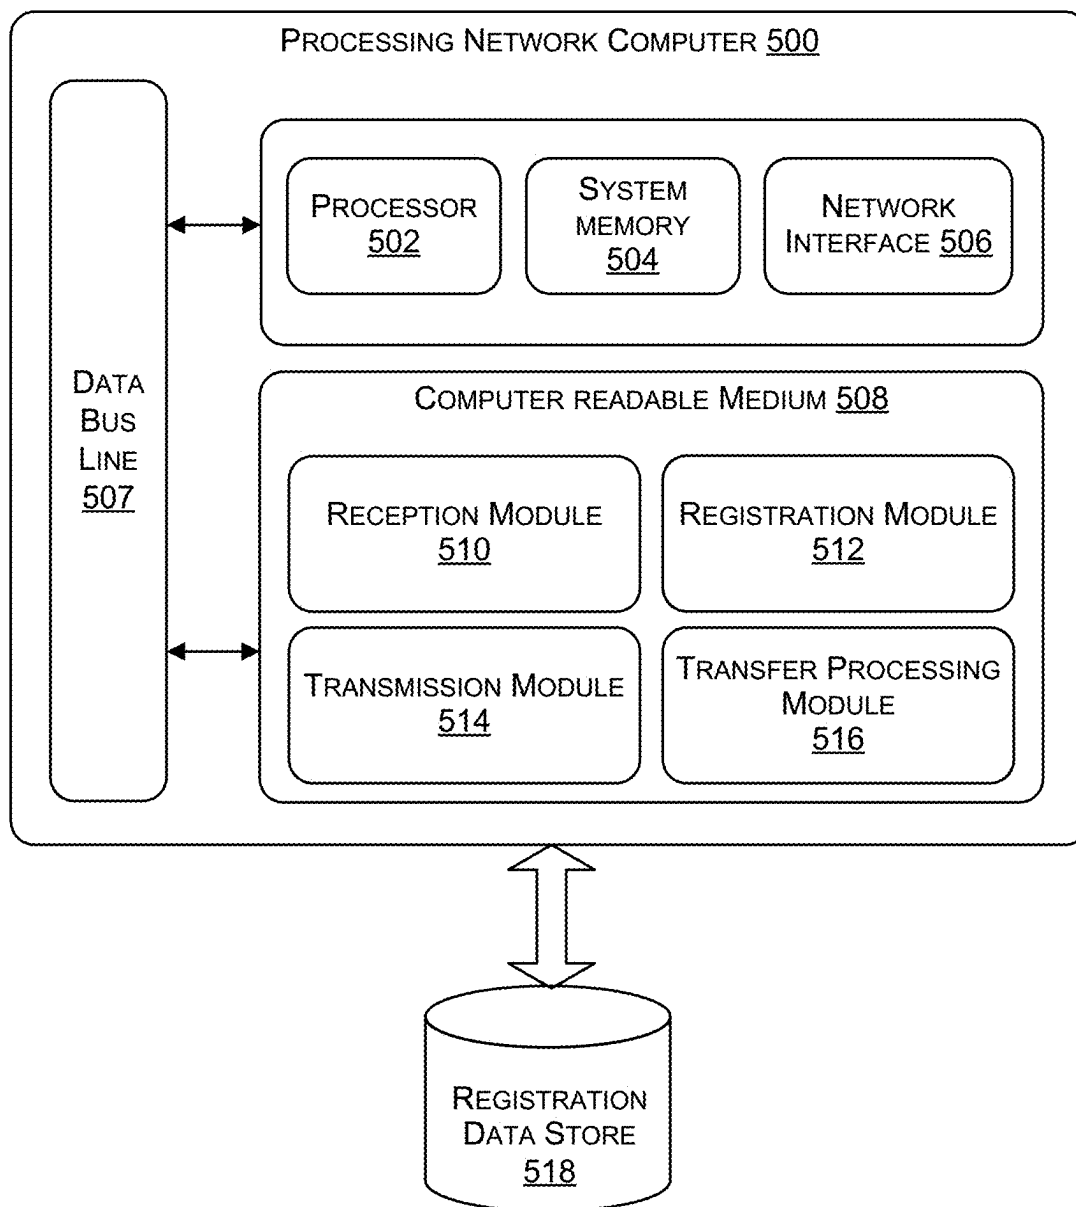 PROCESSING NETWORK COMPUTER 500
PROCESSOR
502
SYSTEM
MEMORY
504
NETWORK
INTERFACE 506
DATA
BUS
LINE
507
COMPUTER READABLE MEDIUM 508
RECEPTION MODULE
510
REGISTRATION MODULE
512
TRANSMISSION MODULE
514
TRANSFER PROCESSING
MODULE
516
REGISTRATION
DATA STORE
518